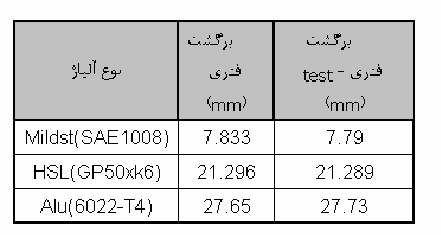 نوع آلیاژ
برگشت
فنری
(mm)
برگشت
فنری - test
(mm)
Mildst(SAE1008) 7.833 7.79
HSL(GP50xk6) 21.296 21.289
Alu(6022-T4) 27.65 27.73